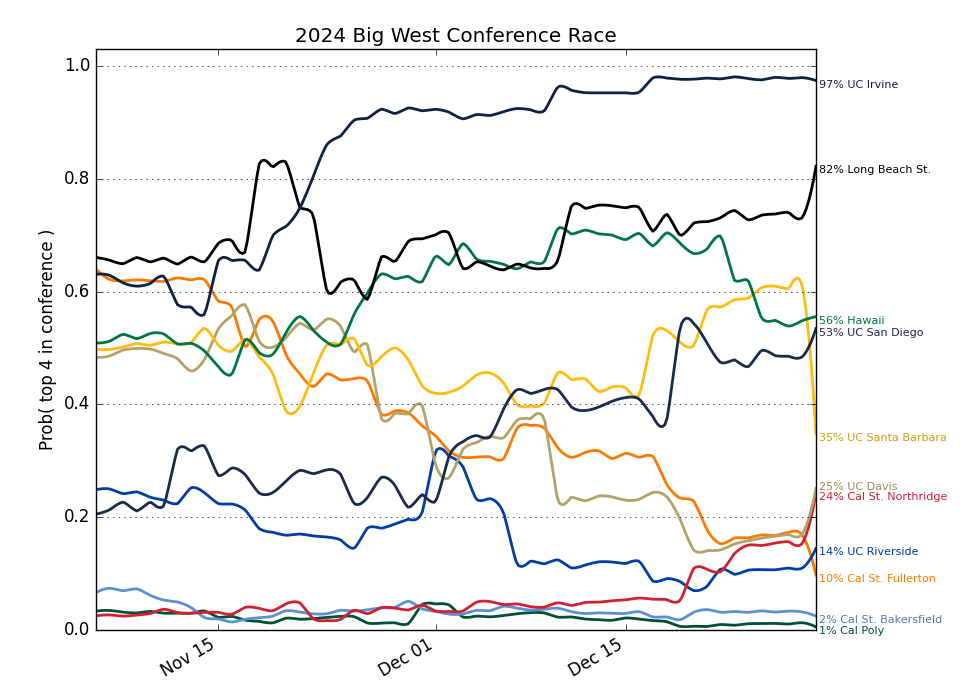 2024 Big West Conference Race
Prob( top 4 in conference )
1.0
0.8
0.6
0.4
0.2
0.0
Nov 15
Dec 01
Dec 15
97% UC Irvine
82% Long Beach St.
56% Hawaii
53% UC San Diego
35% UC Santa Barbara
25% UC Davis
24% Cal St. Northridge
14% UC Riverside
10% Cal St. Fullerton
2% Cal St. Bakersfield
1% Cal Poly